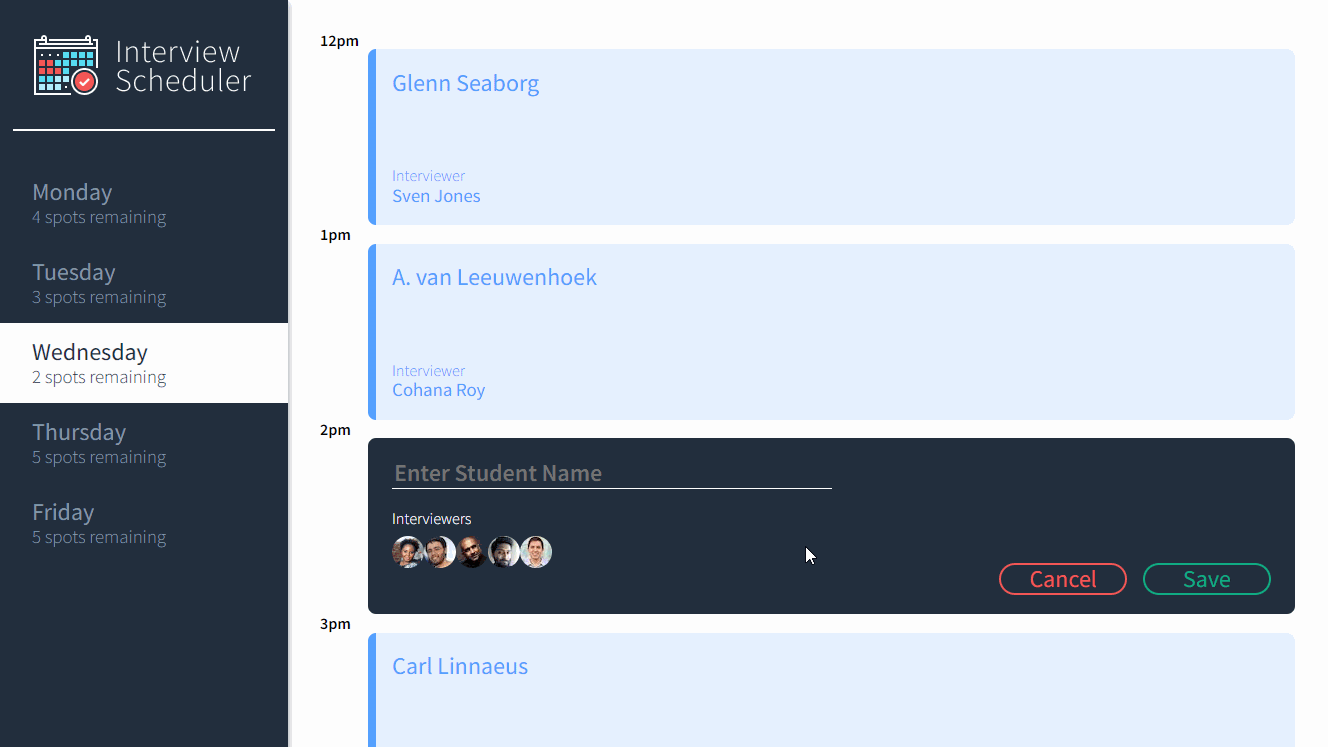 Interview
Scheduler
Monday
4 spots remaining
Tuesday
3 spots remaining
Wednesday
2 spots remaining
Thursday
5 spots remaining
Friday
5 spots remaining
12pm
Glenn Seaborg
Interviewer
Sven Jones
1pm
A. van Leeuwenhoek
Interviewer
Cohana Roy
2pm
Enter Student Name
Interviewers
Cancel
Save
3pm
Carl Linnaeus